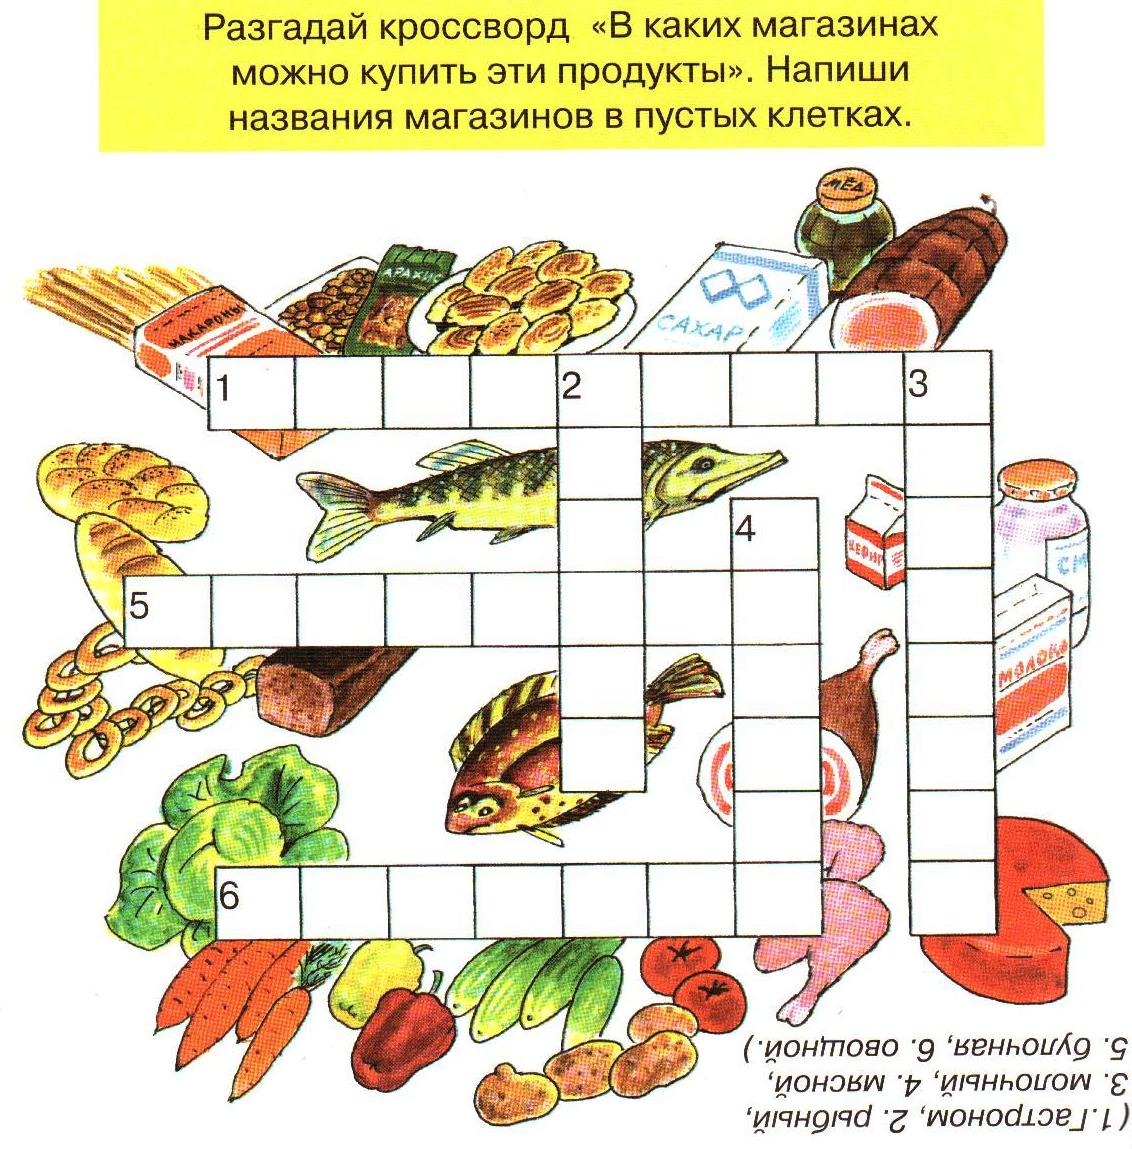 Разгадай кроссворд «В каких магазинах
можно купить эти продукты». Напиши
названия магазинов в пустых клетках.
МЁД
АРАХИС
САХАР
МАКАРОНЫ
1
2
3
4
КЕФИР
СМ
5
МОЛОКО
6
(1.Гастроном, 2. рыбный,
3. молочный, 4. мясной,
5. булочная, 6. овощной.)